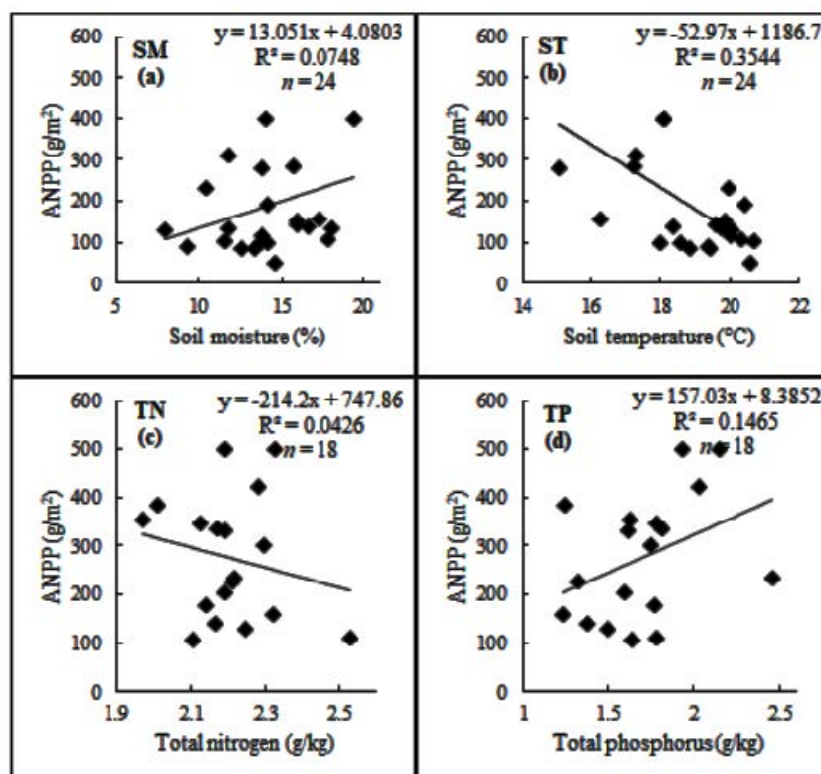 SM
(a)
y = 13.051x + 4.0803
R² = 0.0748
n = 24
600
500
400
300
200
100
0
ANPP (g/m²)
5
10
15
20
Soil moisture (%)
ST
(b)
y = -52.97x + 1186.7
R² = 0.3544
n = 24
600
500
400
300
200
100
0
ANPP (g/m²)
14
16
18
20
22
Soil temperature (°C)
TN
(c)
y = -214.2x + 747.86
R² = 0.0426
n = 18
600
500
400
300
200
100
0
ANPP (g/m²)
1.9
2.1
2.3
2.5
Total nitrogen (g/kg)
TP
(d)
y = 157.03x + 8.3852
R² = 0.1465
n = 18
600
500
400
300
200
100
0
ANPP (g/m²)
1
1.5
2
2.5
Total phosphorus (g/kg)